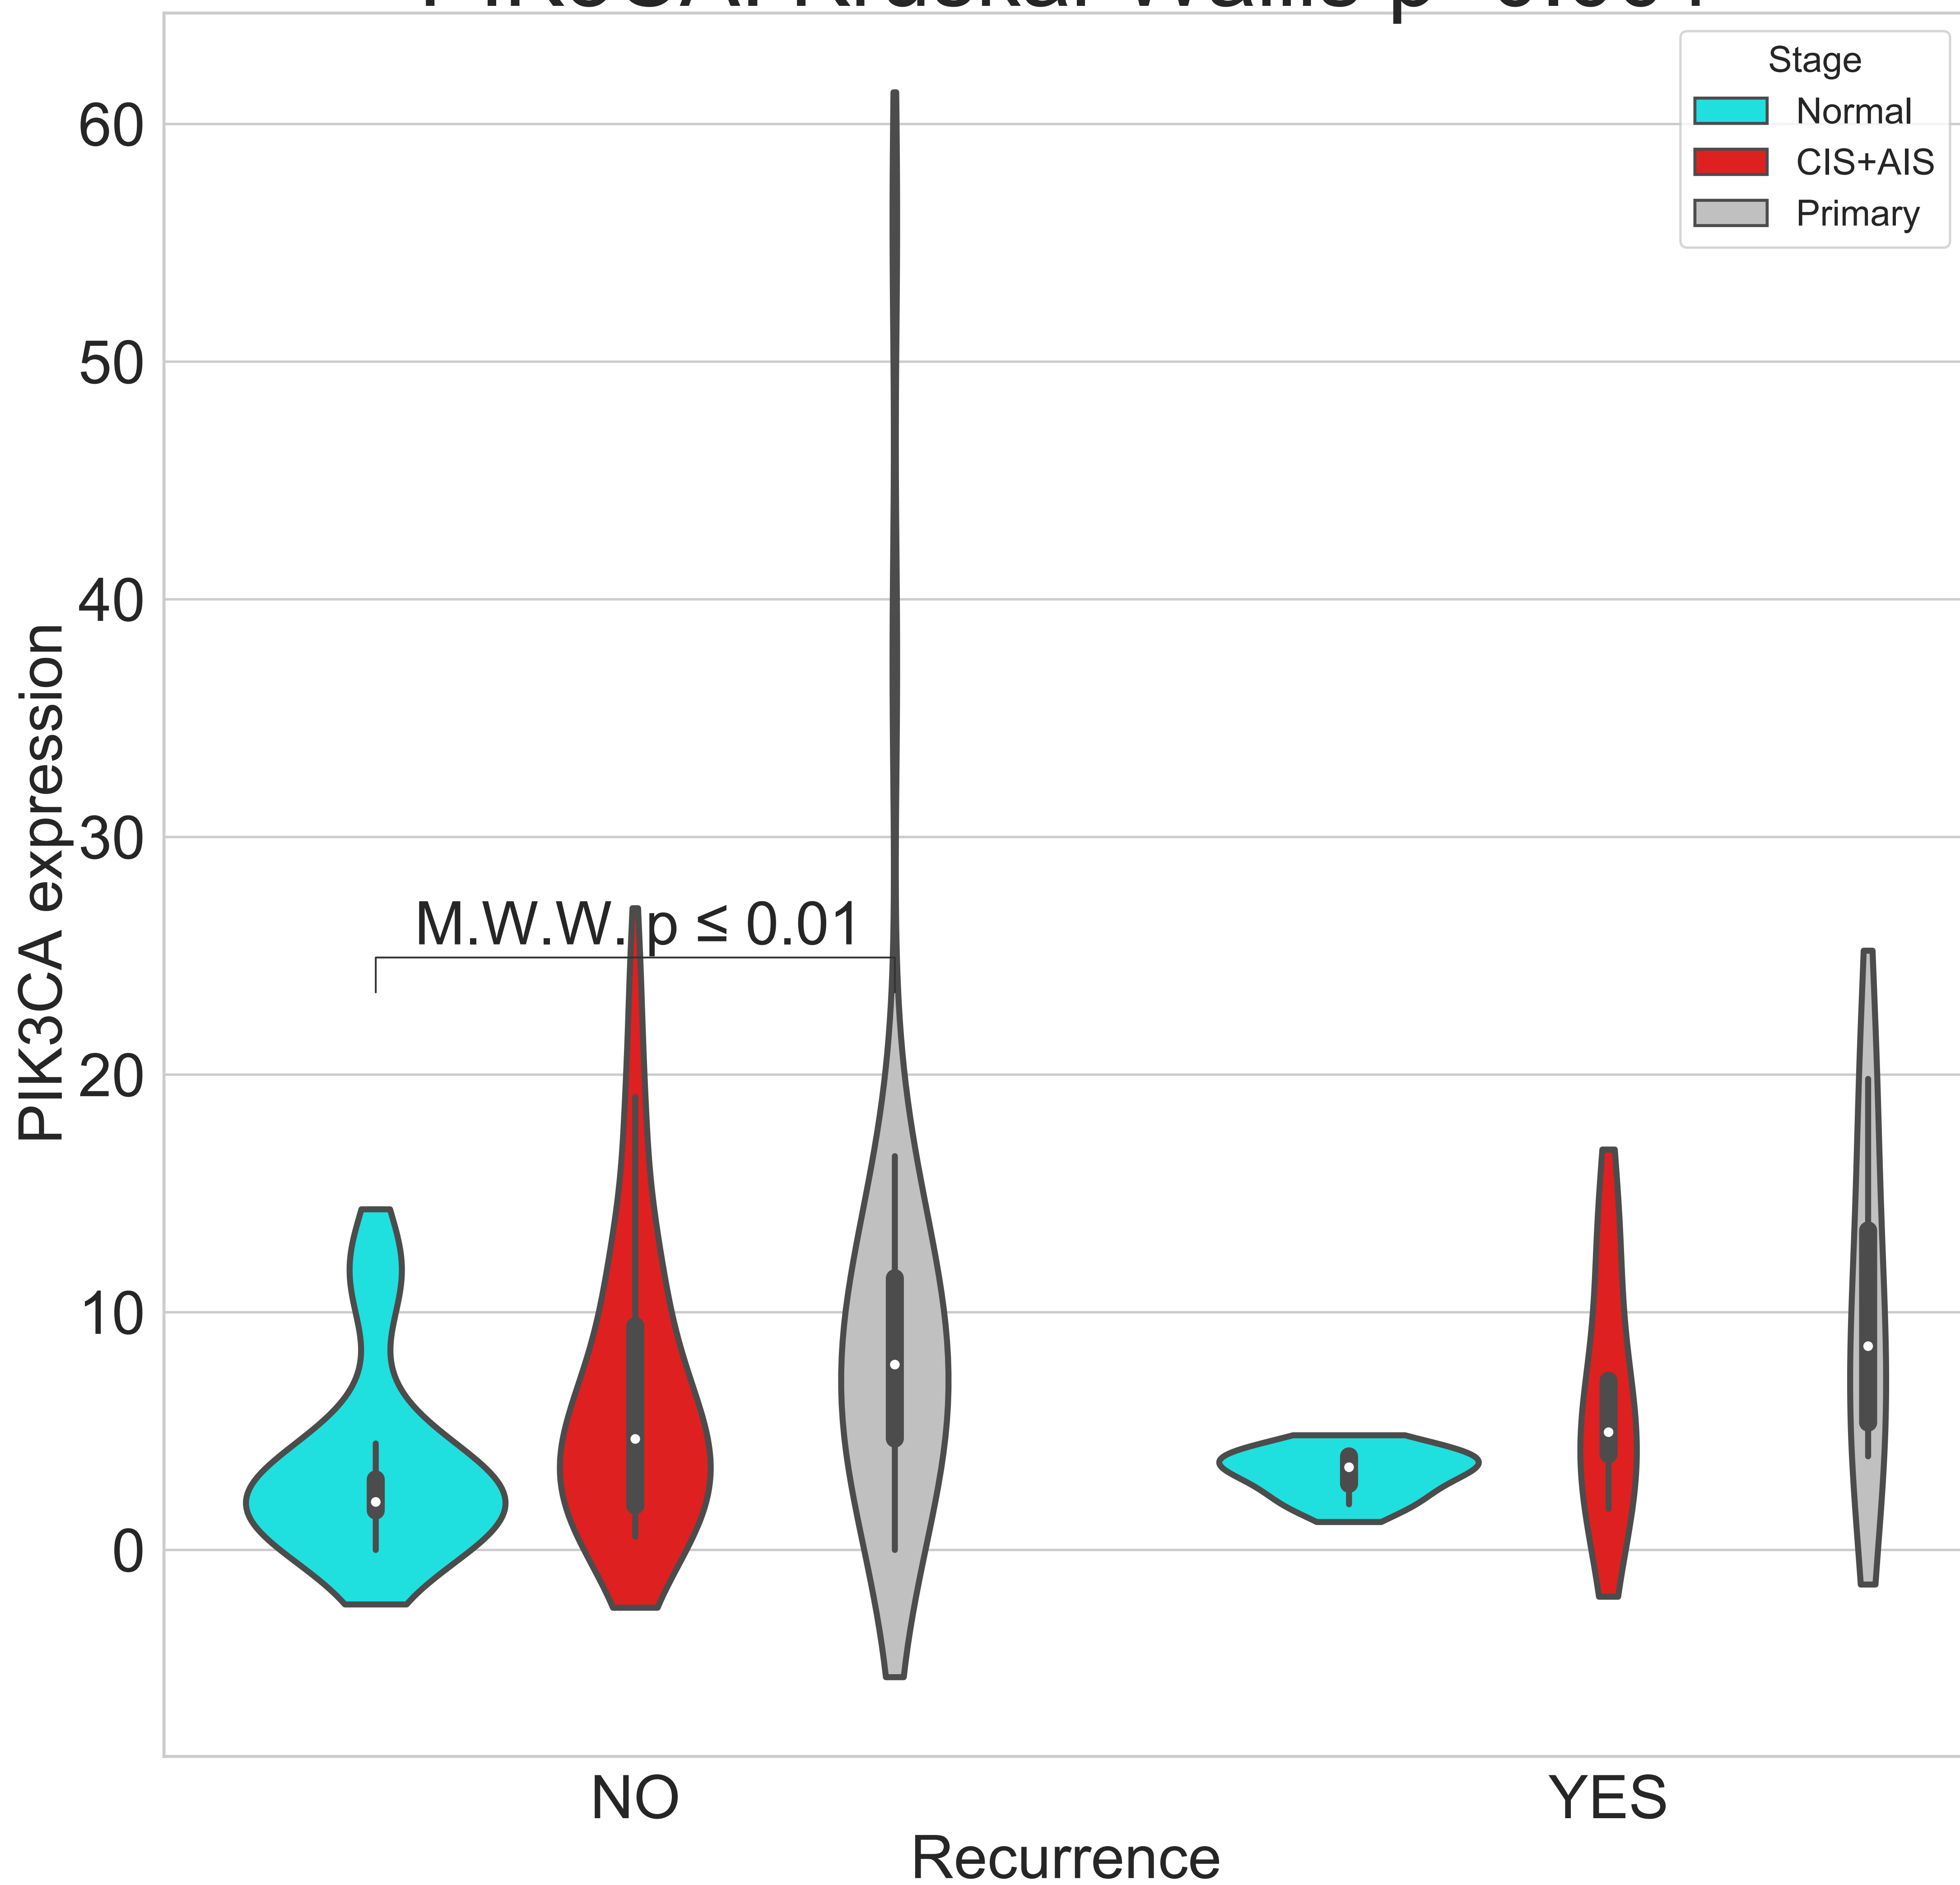 Stage
Normal
CIS+AIS
Primary
60
50
40
30
20
10
0
PIK3CA expression
M.W.W. p ≤ 0.01
NO
YES
Recurrence